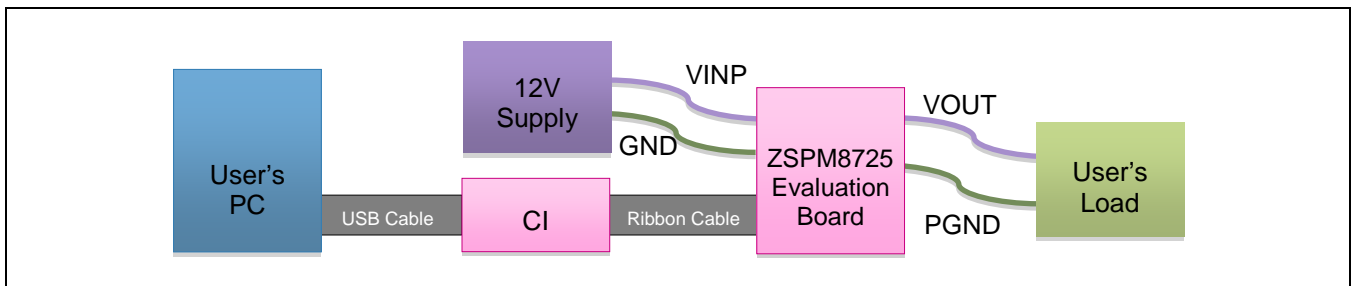 User's
PC
USB Cable
12V
Supply
CI
VINP
GND
Ribbon Cable
ZSPM8725
Evaluation
Board
VOUT
PGND
User's
Load